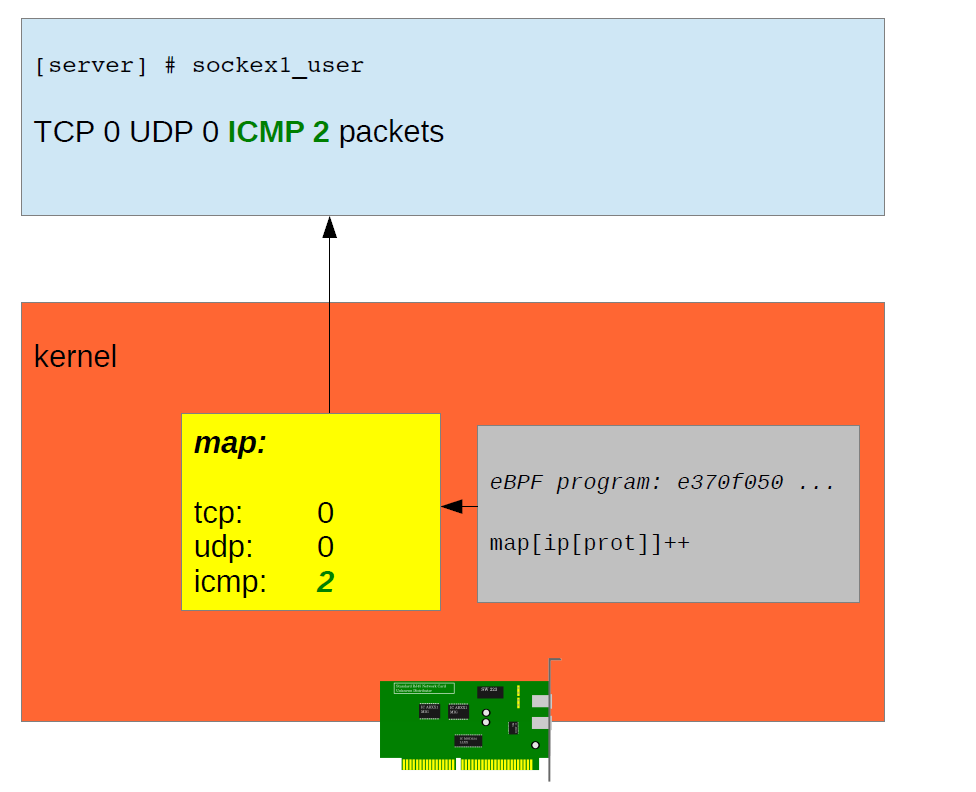 [server] # sockex1_user
TCP 0 UDP 0 ICMP 2 packets
kernel
map:
tcp: 0
udp: 0
icmp: 2
eBPF program: e370f050 ...
map[ip[prot]]++